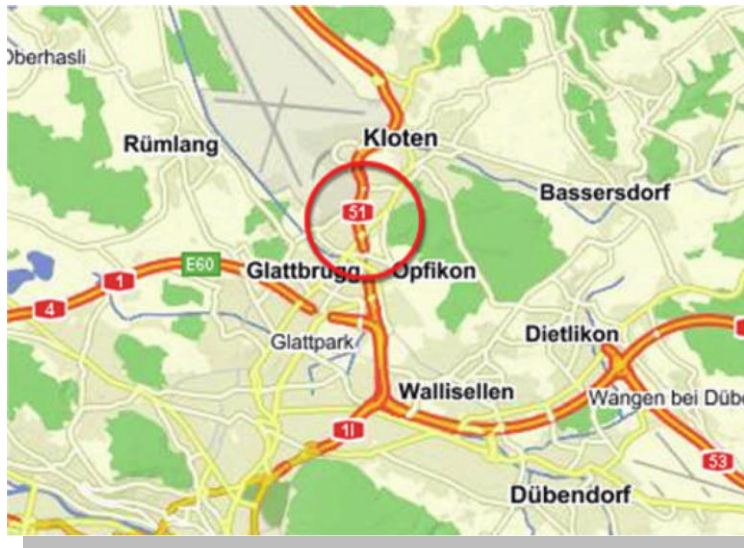 Oberhasli
Kloten
Rümlang
Bassersdorf
51
E60
Glattbrugg
Opfikon
1
4
Glattpark
Dietlikon
Wallisellen
Wangen bei Dübe
1l
53
Dübendorf